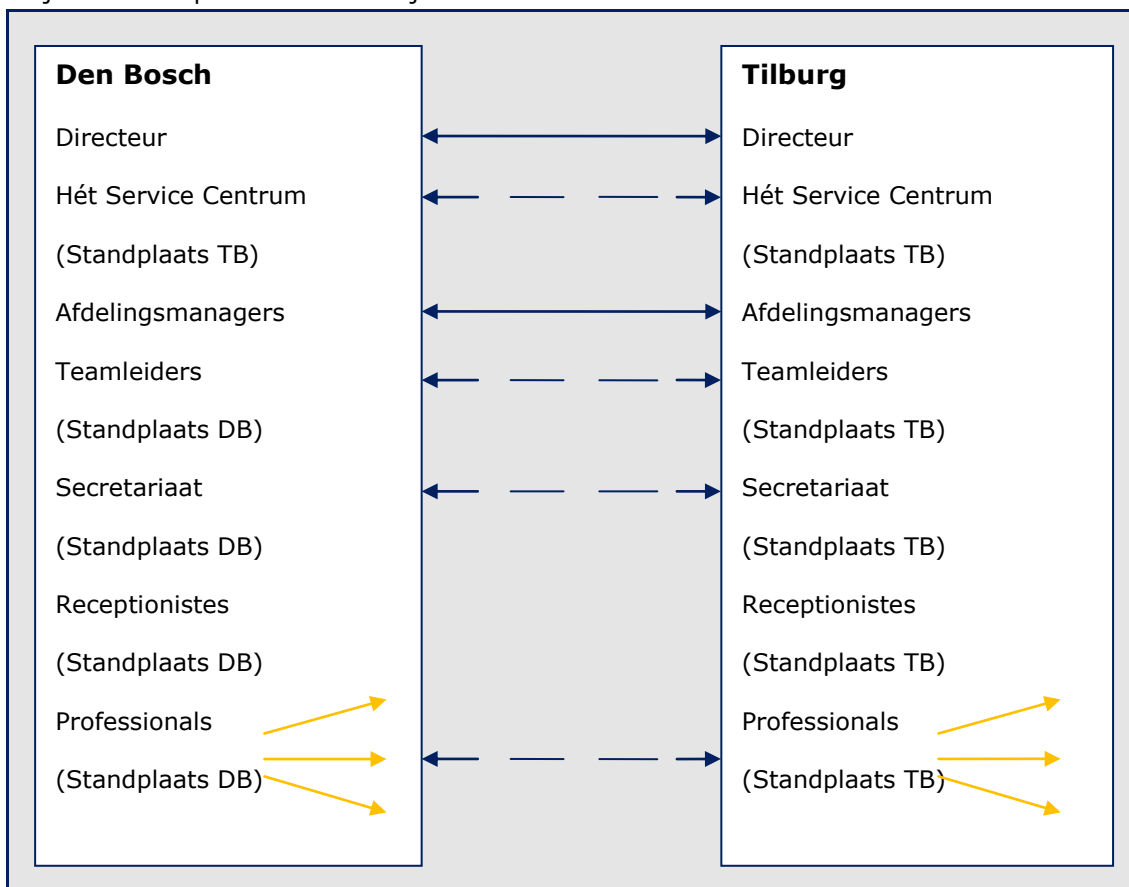 Den Bosch
Directeur
Hét Service Centrum
(Standplaats TB)
Afdelingsmanagers
Teamleiders
(Standplaats DB)
Secretariaat
(Standplaats DB)
Receptionistes
(Standplaats DB)
Professionals
(Standplaats DB)
Tilburg
Directeur
Hét Service Centrum
(Standplaats TB)
Afdelingsmanagers
Teamleiders
(Standplaats TB)
Secretariaat
(Standplaats TB)
Receptionistes
(Standplaats TB)
Professionals
(Standplaats TB)